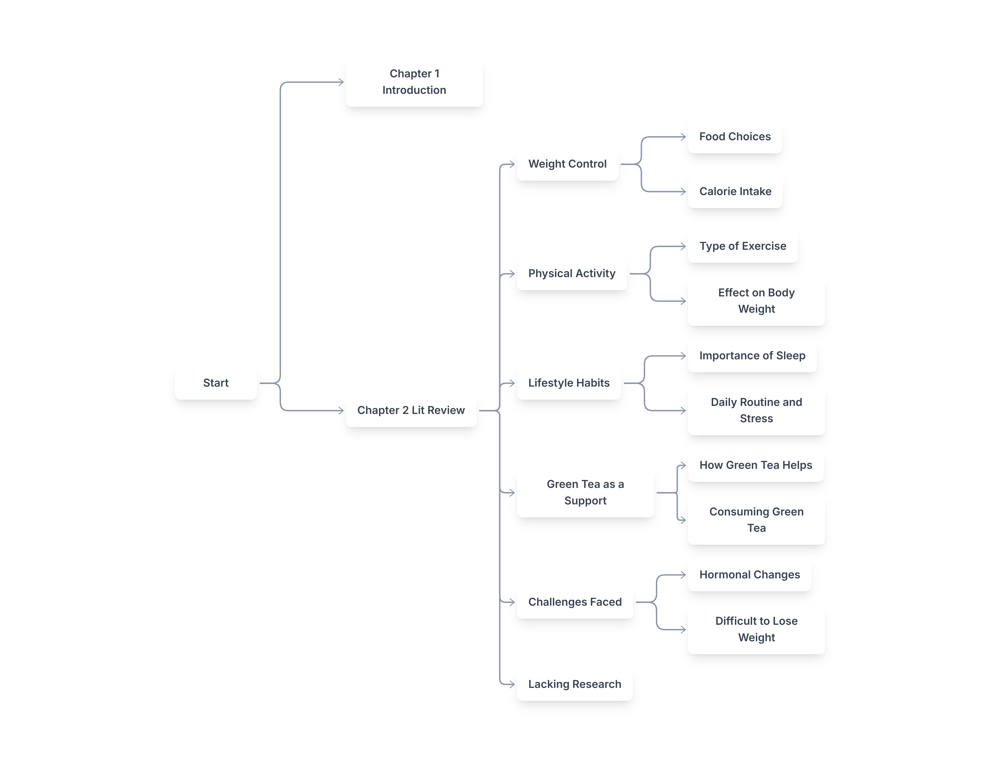 Chapter 1
Introduction
Food Choices
Weight Control
Calorie Intake
Type of Exercise
Physical Activity
Effect on Body
Weight
Importance of Sleep
Start
Lifestyle Habits
Chapter 2 Lit Review
Daily Routine and
Stress
How Green Tea Helps
Green Tea as a
Support
Consuming Green
Tea
Hormonal Changes
Challenges Faced
Difficult to Lose
Weight
Lacking Research